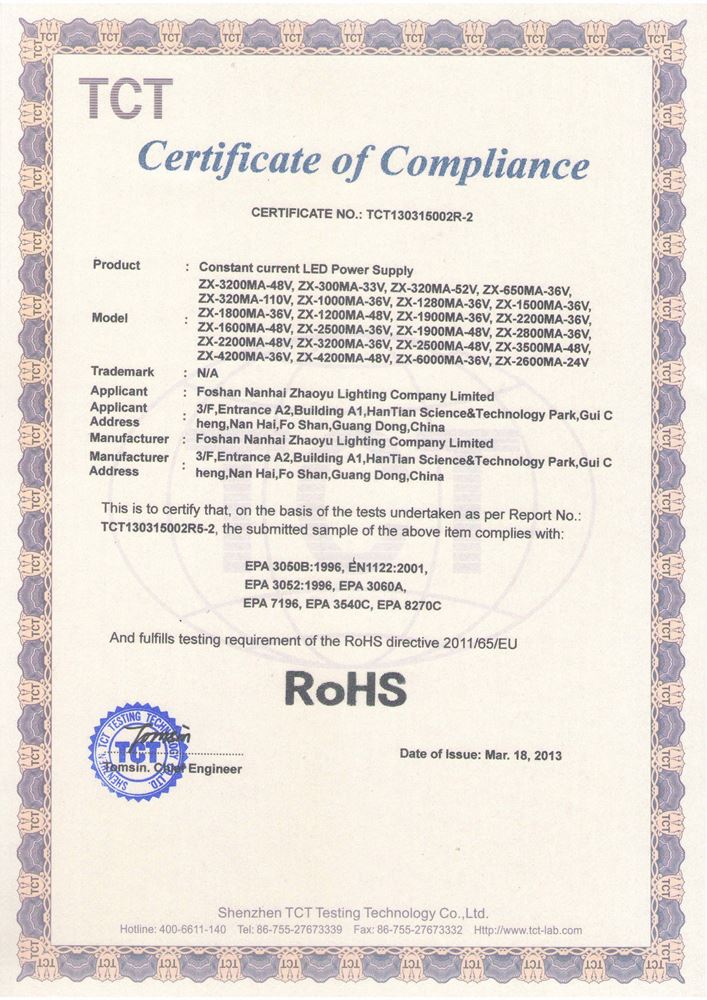 TCT
Certificate of Compliance
CERTIFICATE NO.: TCT130315002R-2
Product : Constant current LED Power Supply
Model : ZX-3200MA-48V, ZX-300MA-33V, ZX-320MA-52V, ZX-650MA-36V,
ZX-320MA-110V, ZX-1000MA-36V, ZX-1280MA-36V, ZX-1500MA-36V,
ZX-1800MA-36V, ZX-1200MA-48V, ZX-1900MA-36V, ZX-2200MA-36V,
ZX-1600MA-48V, ZX-2500MA-36V, ZX-1900MA-48V, ZX-2800MA-36V,
ZX-2200MA-48V, ZX-3200MA-36V, ZX-2500MA-48V, ZX-3500MA-48V,
ZX-4200MA-36V, ZX-4200MA-48V, ZX-6000MA-36V, ZX-2600MA-24V
Trademark : N/A
Applicant : Foshan Nanhai Zhaoyu Lighting Company Limited
Applicant Address : 3/F,Entrance A2,Building A1,HanTian Science&Technology Park,Gui C
heng,Nan Hai,Fo Shan,Guang Dong,China
Manufacturer : Foshan Nanhai Zhaoyu Lighting Company Limited
Manufacturer Address : 3/F,Entrance A2,Building A1,HanTian Science&Technology Park,Gui C
heng,Nan Hai,Fo Shan,Guang Dong,China
This is to certify that, on the basis of the tests undertaken as per Report No.:
TCT130315002R5-2, the submitted sample of the above item complies with:
EPA 3050B:1996, EN1122:2001,
EPA 3052:1996, EPA 3060A,
EPA 7196, EPA 3540C, EPA 8270C
And fulfills testing requirement of the RoHS directive 2011/65/EU
RoHS
SHENZHEN TCT TESTING TECHNOLOGY CO.,LTD.
TCT
Tomsin
Tomsin. Chief Engineer
Date of Issue: Mar. 18, 2013
Shenzhen TCT Testing Technology Co.,Ltd.
Hotline: 400-6611-140 Tel: 86-755-27673339 Fax: 86-755-27673332 Http://www.tct-lab.com